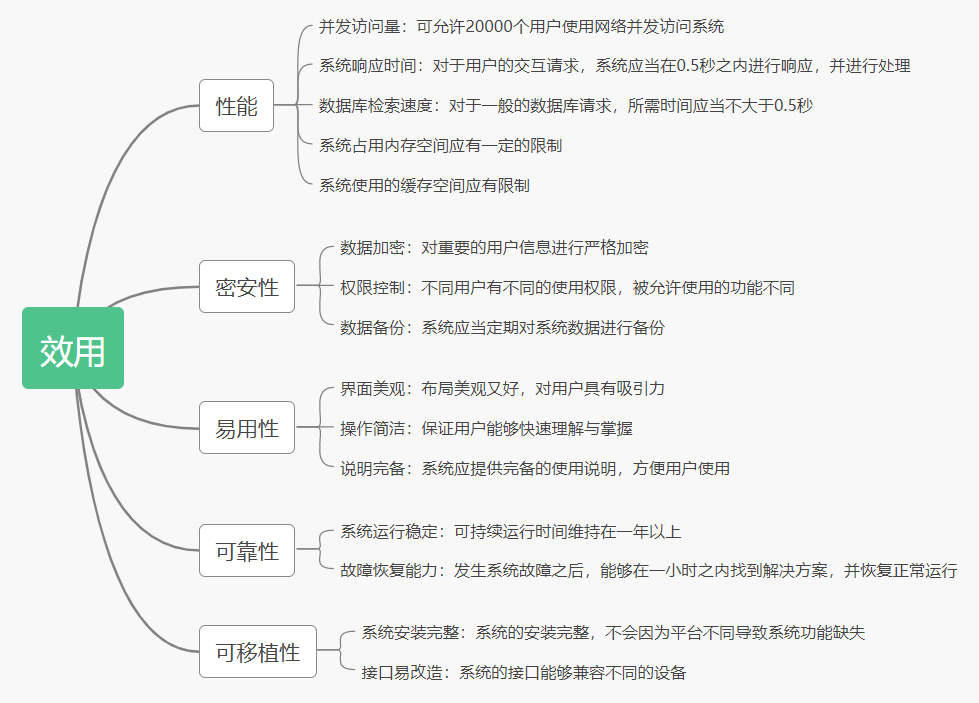 效用
性能
并发访问量：可允许20000个用户使用网络并发访问系统
系统响应时间：对于用户的交互请求，系统应当在0.5秒之内进行响应，并进行处理
数据库检索速度：对于一般的数据库请求，所需时间应当不大于0.5秒
系统占用内存空间应有一定的限制
系统使用的缓存空间应有限制
密安性
数据加密：对重要的用户信息进行严格加密
权限控制：不同用户有不同的使用权限，被允许使用的功能不同
数据备份：系统应当定期对系统数据进行备份
易用性
界面美观：布局美观又好，对用户具有吸引力
操作简洁：保证用户能够快速理解与掌握
说明完备：系统应提供完备的使用说明，方便用户使用
可靠性
系统运行稳定：可持续运行时间维持在一年以上
故障恢复能力：发生系统故障之后，能够在一小时之内找到解决方案，并恢复正常运行
可移植性
系统安装完整：系统的安装完整，不会因为平台不同导致系统功能缺失
接口易改造：系统的接口能够兼容不同的设备